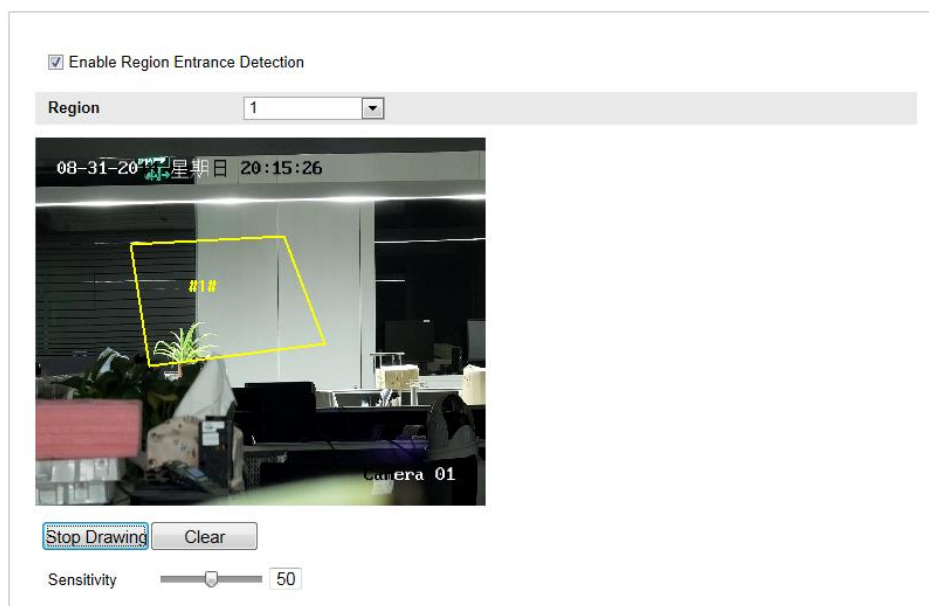 Enable Region Entrance Detection
Region 1
08-31-20 星期日 20:15:26
#1#
Camera 01
Stop Drawing Clear
Sensitivity 50